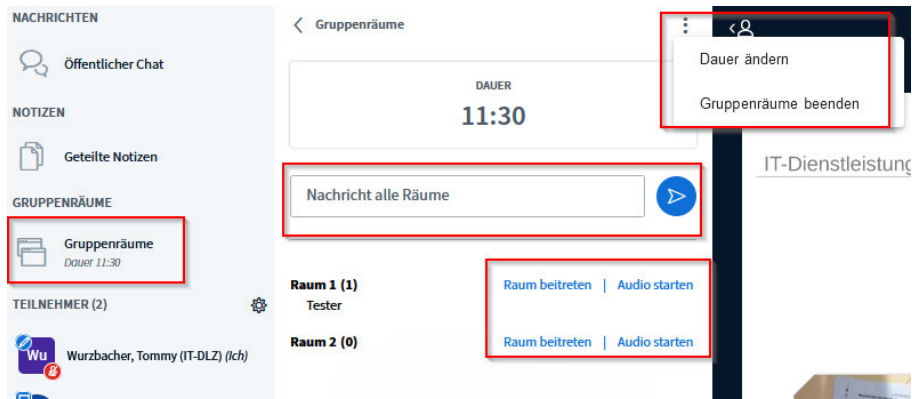 NACHRICHTEN
Öffentlicher Chat
NOTIZEN
Geteilte Notizen
GRUPPENRÄUME
Gruppenräume
Dauer 11:30
TEILNEHMER (2)
Wu
Wurzbacher, Tommy (IT-DLZ) (Ich)
Gruppenräume
DAUER
11:30
Nachricht alle Räume
Raum 1 (1) Raum beitreten | Audio starten
Tester
Raum 2 (0) Raum beitreten | Audio starten
Dauer ändern
Gruppenräume beenden
IT-Dienstleistung